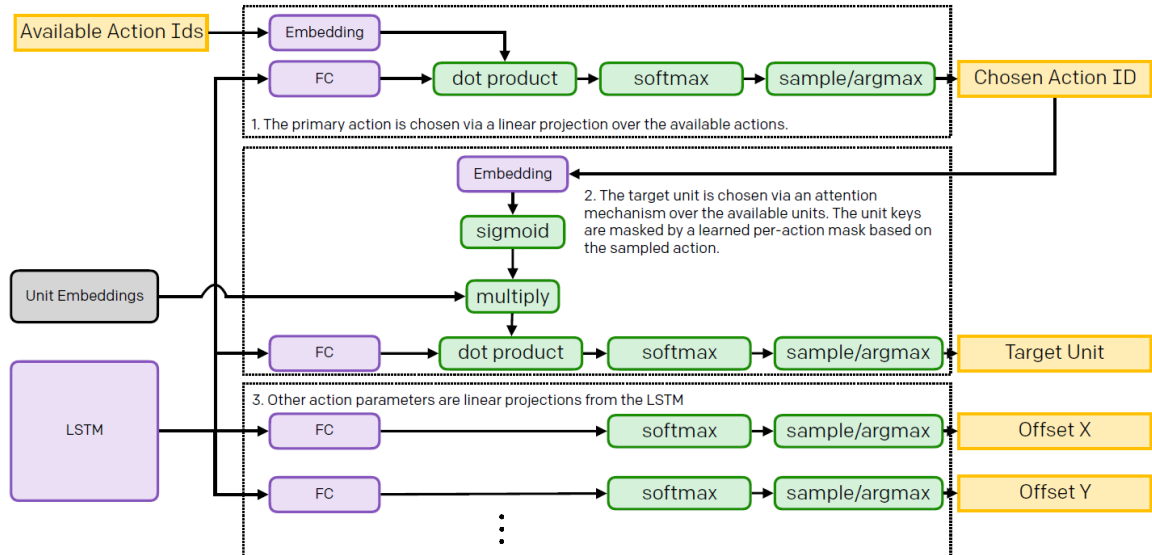 Available Action Ids
Embedding
FC
dot product
softmax
sample/argmax
Chosen Action ID
1. The primary action is chosen via a linear projection over the available actions.
Embedding
2. The target unit is chosen via an attention
mechanism over the available units. The unit keys
are masked by a learned per-action mask based on
the sampled action.
sigmoid
Unit Embeddings
multiply
FC
dot product
softmax
sample/argmax
Target Unit
3. Other action parameters are linear projections from the LSTM
LSTM
FC
softmax
sample/argmax
Offset X
FC
softmax
sample/argmax
Offset Y